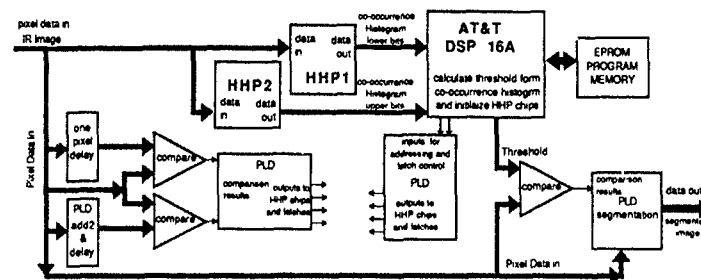 pixel data in
IR image
data
in
data
out
HHP1
co-occurrence
Histogram
lower bits
AT&T
DSP 16A
calculate threshold form
co-occurrence histogrm
and initialize HHP chips
EPROM
PROGRAM
MEMORY
HHP2
data
in
data
out
co-occurrence
Histogram
upper bits
Pixel Data In
one
pixel
delay
compare
PLD
comparison
results
outputs to
HHP chips
and latches
inputs for
addressing and
latch control
PLD
outputs to
HHP chips
and latches
Threshold
compare
comparison
results
PLD
segmentation
data out
segmented
image
PLD
add2
&
delay
compare
Pixel Data in